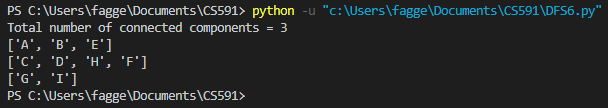 PS C:\Users\fagge\Documents\CS591> python -u "c:\Users\fagge\Documents\CS591\DFS6.py"
Total number of connected components = 3
['A', 'B', 'E']
['C', 'D', 'H', 'F']
['G', 'I']
PS C:\Users\fagge\Documents\CS591>